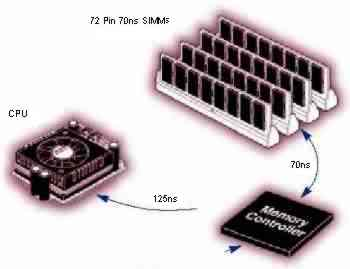 72 Pin 70ns SIMMs
CPU
70ns
125ns
Memory
Controller